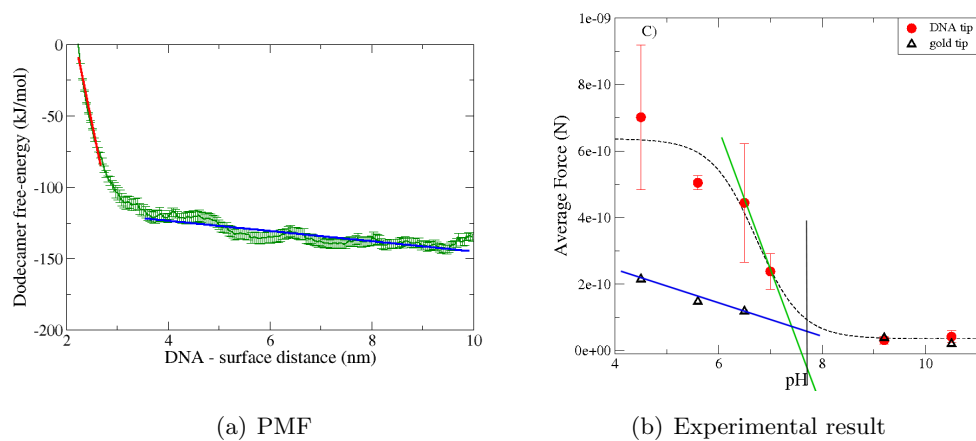 0
-50
-100
-150
-200
Dodecamer free-energy (kJ/mol)
2
4
6
8
10
DNA - surface distance (nm)
(a) PMF
C)
DNA tip
gold tip
1e-09
8e-10
6e-10
4e-10
2e-10
0e+00
Average Force (N)
4
6
8
10
pH
(b) Experimental result